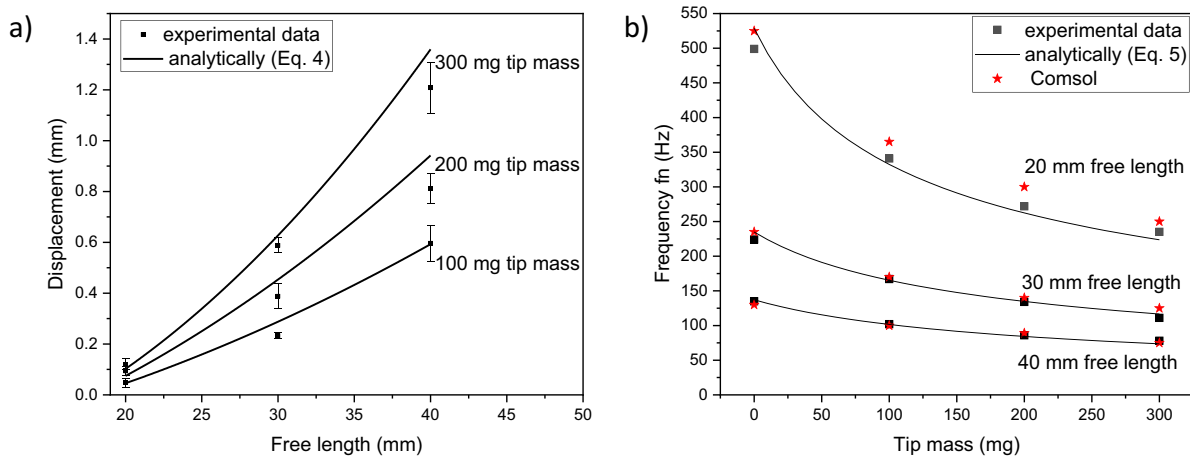 a)
experimental data
analytically (Eq. 4)
300 mg tip mass
200 mg tip mass
100 mg tip mass
Displacement (mm)
1.4
1.2
1.0
0.8
0.6
0.4
0.2
0.0
20 25 30 35 40 45 50
Free length (mm)
b)
experimental data
analytically (Eq. 5)
Comsol
20 mm free length
30 mm free length
40 mm free length
Frequency fn (Hz)
550
500
450
400
350
300
250
200
150
100
50
0
0 50 100 150 200 250 300
Tip mass (mg)